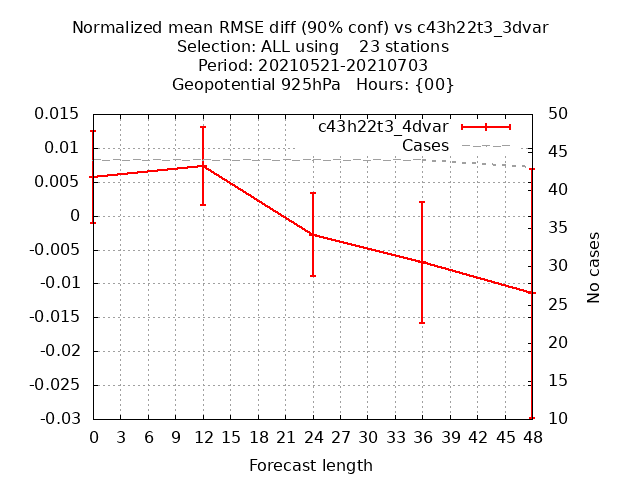 Normalized mean RMSE diff (90% conf) vs c43h22t3_3dvar
Selection: ALL using 23 stations
Period: 20210521-20210703
Geopotential 925hPa Hours: {00}
c43h22t3_4dvar
Cases
0.015
0.01
0.005
0
-0.005
-0.01
-0.015
-0.02
-0.025
-0.03
50
45
40
35
30
25
20
15
10
No cases
0 3 6 9 12 15 18 21 24 27 30 33 36 39 42 45 48
Forecast length